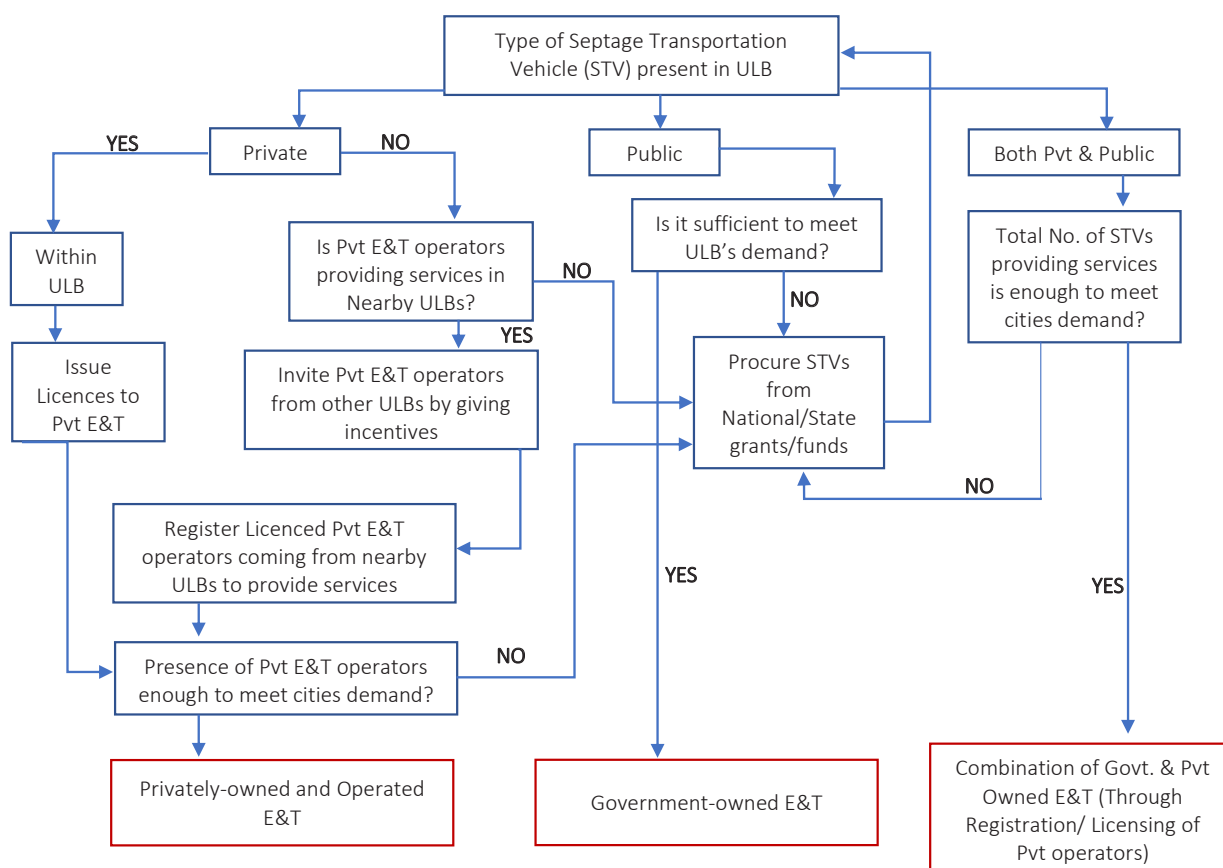 Type of Septage Transportation
Vehicle (STV) present in ULB
YES
Private
NO
Public
Both Pvt & Public
Within
ULB
Is Pvt E&T operators
providing services in
Nearby ULBs?
NO
Is it sufficient to meet
ULB's demand?
Total No. of STVs
providing services
is enough to meet
cities demand?
NO
YES
Issue
Licences to
Pvt E&T
Invite Pvt E&T operators
from other ULBs by giving
incentives
Procure STVs
from
National/State
grants/funds
NO
Register Licenced Pvt E&T
operators coming from nearby
ULBs to provide services
YES
YES
Presence of Pvt E&T operators
enough to meet cities demand?
NO
Privately-owned and Operated
E&T
Government-owned E&T
Combination of Govt. & Pvt
Owned E&T (Through
Registration/ Licensing of
Pvt operators)